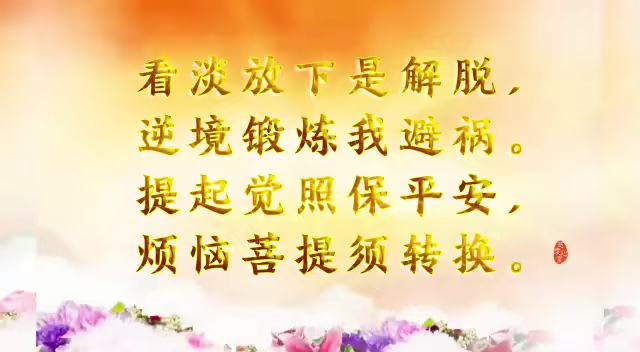 看淡放下是解脱，
逆境锻炼我避祸。
提起觉照保平安，
烦恼菩提须转换。